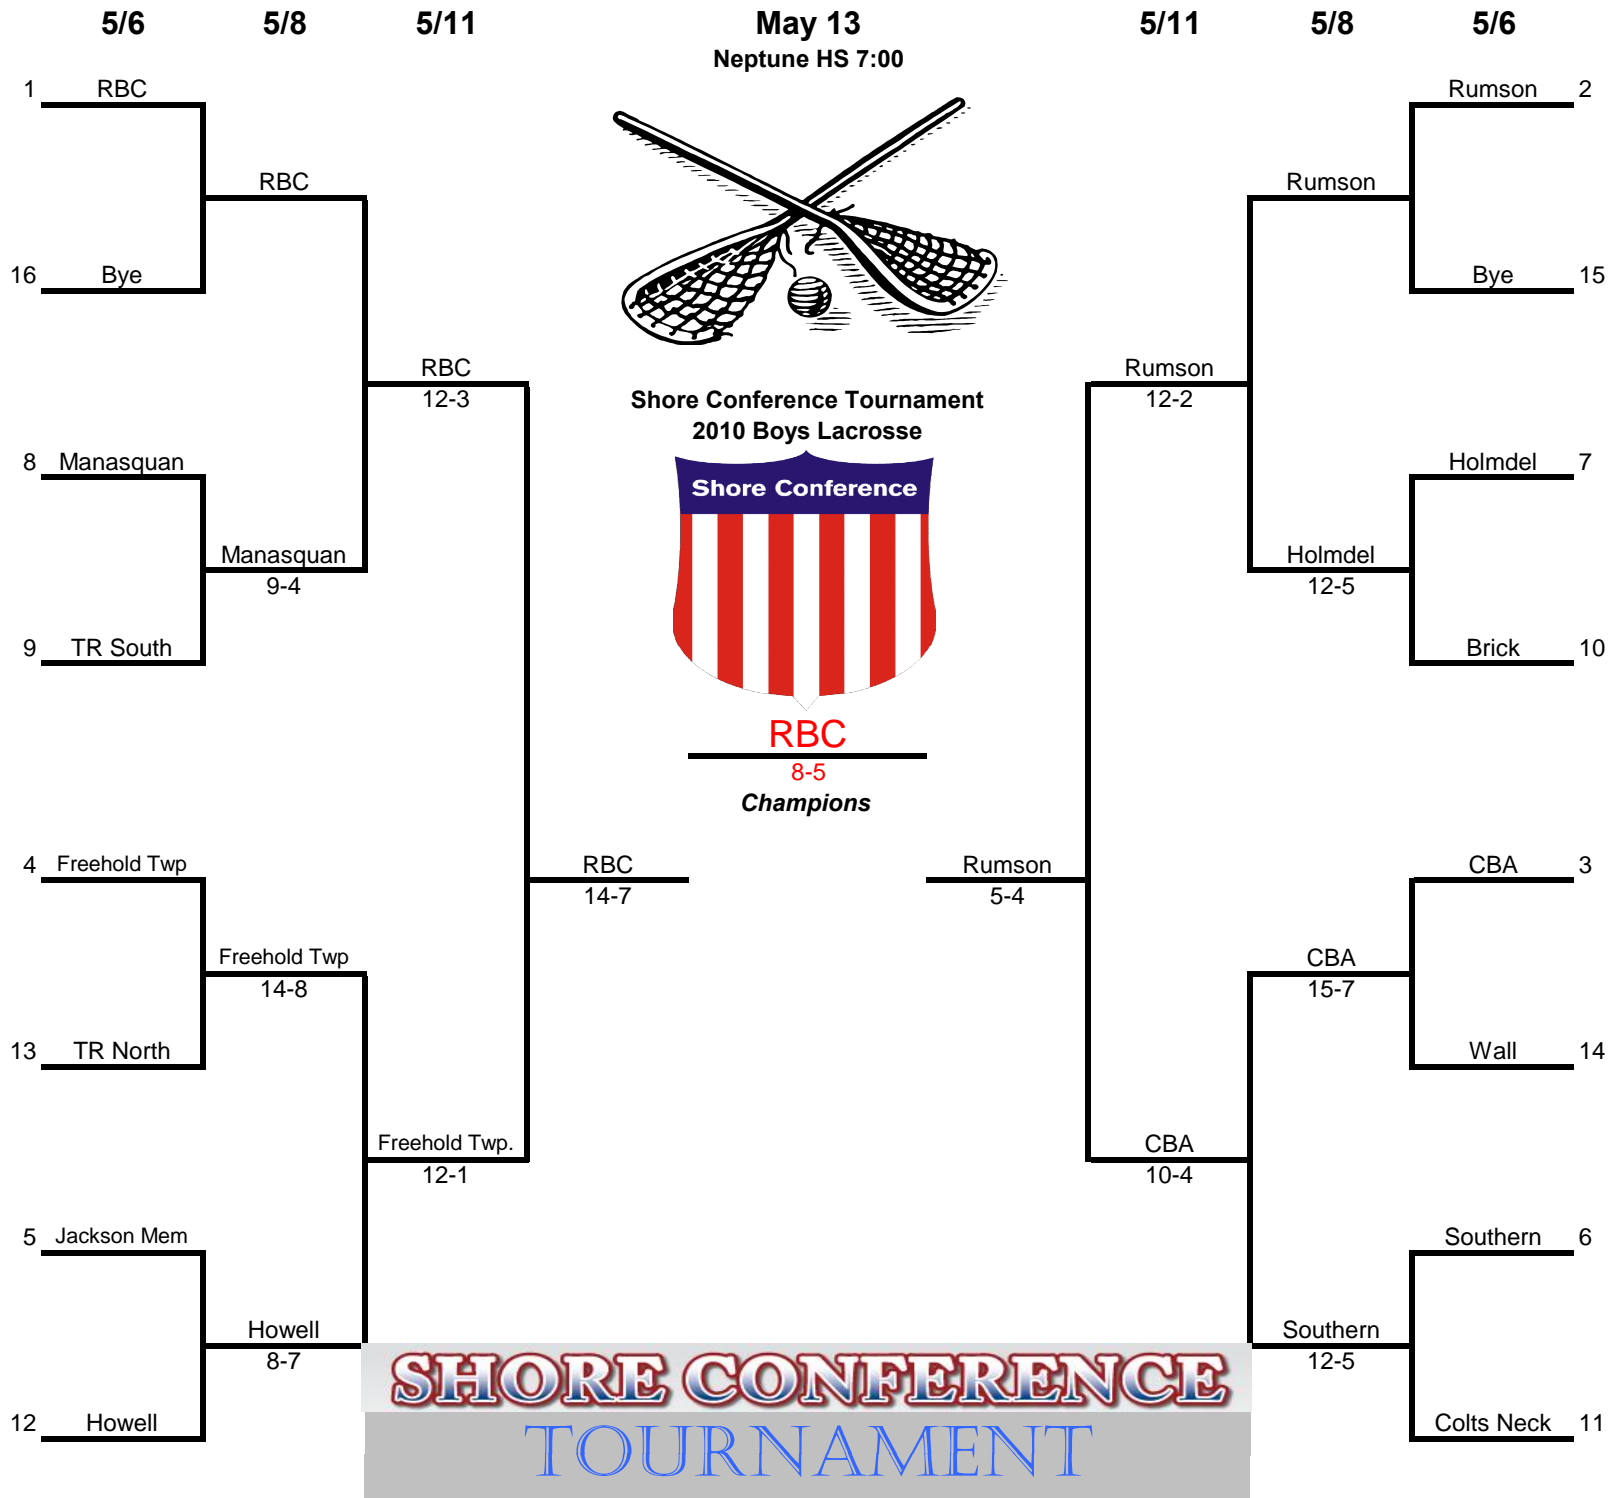 5/6 5/8 5/11 May 13 5/11 5/8 5/6
Neptune HS 7:00
1 RBC Rumson 2
RBC Rumson
16 Bye Bye 15
RBC Rumson
12-3 12-2
Shore Conference Tournament
2010 Boys Lacrosse
8 Manasquan Holmdel 7
Shore Conference
Manasquan Holmdel
9-4 12-5
9 TR South Brick 10
RBC
8-5
Champions
4 Freehold Twp CBA 3
RBC Rumson
14-7 5-4
Freehold Twp CBA
14-8 15-7
13 TR North Wall 14
Freehold Twp. CBA
12-1 10-4
5 Jackson Mem Southern 6
Howell Southern
8-7 12-5
SHORE CONFERENCE
12 Howell Colts Neck 11
TOURNAMENT